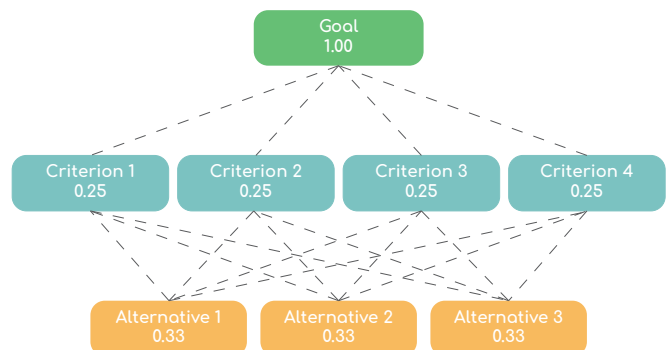 Goal
1.00
Criterion 1
0.25
Criterion 2
0.25
Criterion 3
0.25
Criterion 4
0.25
Alternative 1
0.33
Alternative 2
0.33
Alternative 3
0.33